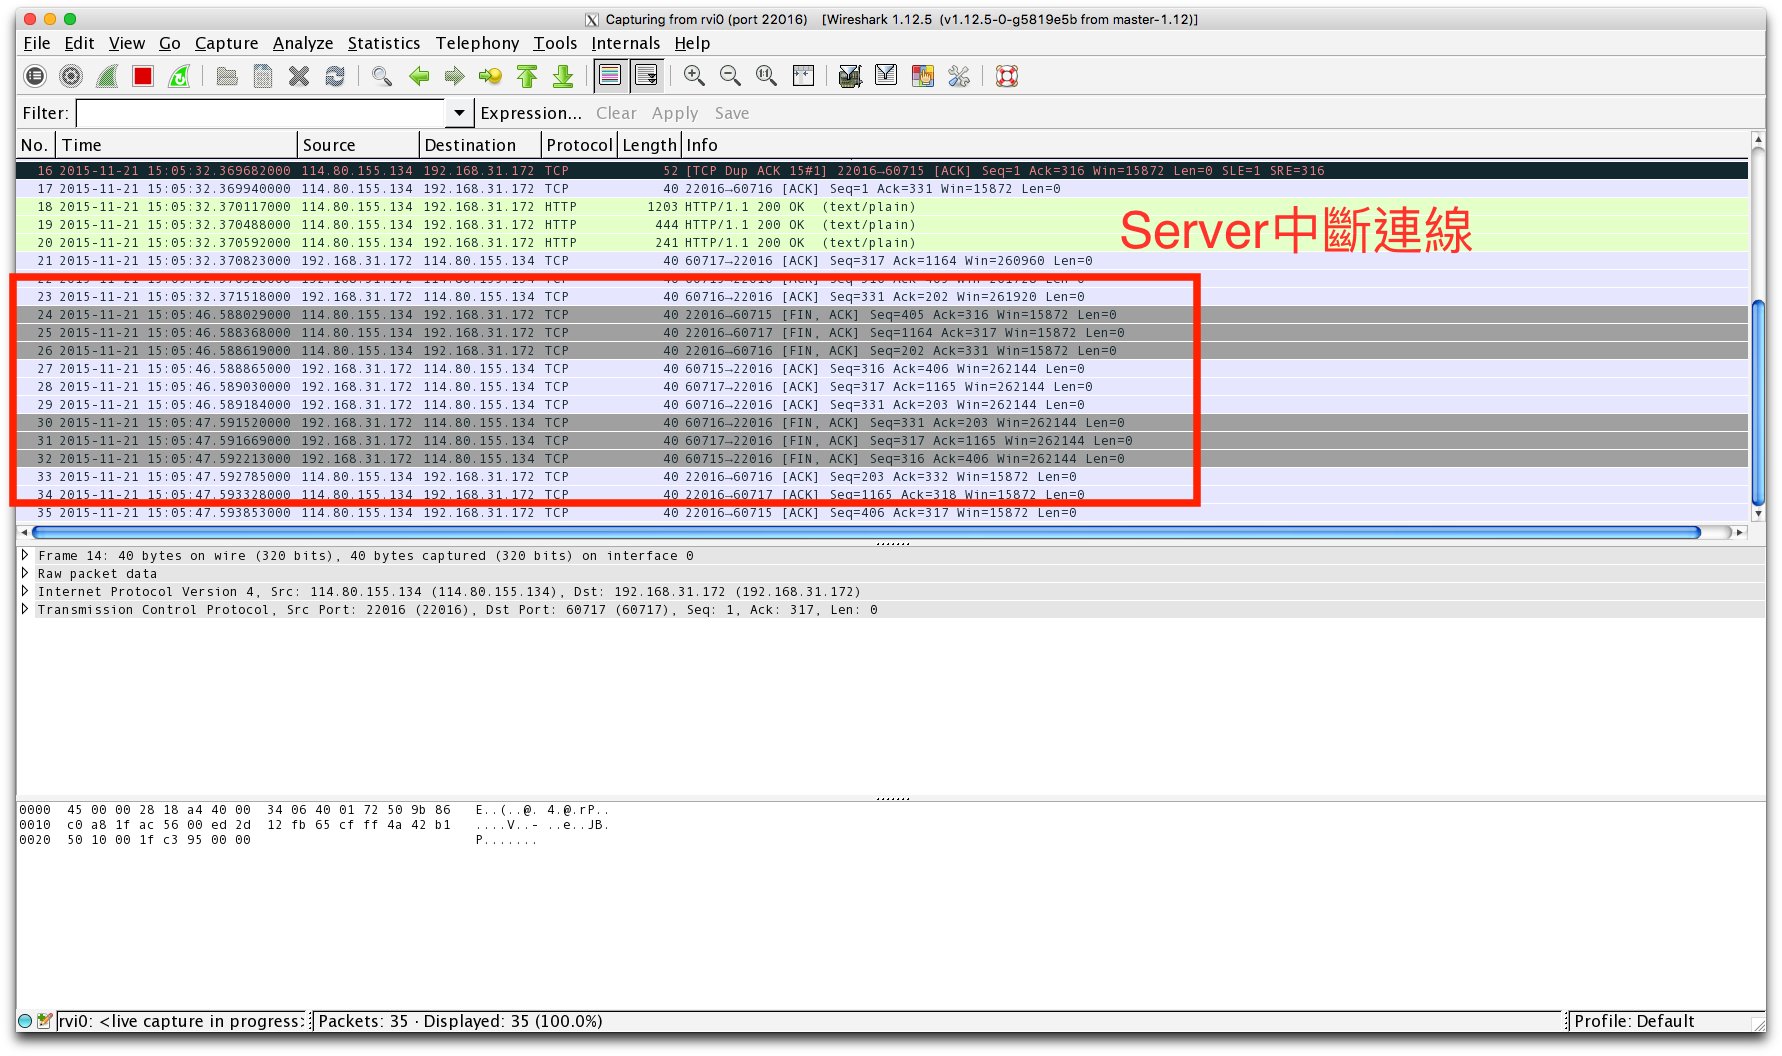 Capturing from rvi0 (port 22016) [Wireshark 1.12.5 (v1.12.5-0-g5819e5b from master-1.12)]
File Edit View Go Capture Analyze Statistics Telephony Tools Internals Help
Filter: Expression... Clear Apply Save
No. Time Source Destination Protocol Length Info
16 2015-11-21 15:05:32.369682000 114.80.155.134 192.168.31.172 TCP 52 [TCP Dup ACK 15#1] 22016→60715 [ACK] Seq=1 Ack=316 Win=15872 Len=0 SLE=1 SRE=316
17 2015-11-21 15:05:32.369940000 114.80.155.134 192.168.31.172 TCP 40 22016→60716 [ACK] Seq=1 Ack=331 Win=15872 Len=0
18 2015-11-21 15:05:32.370117000 114.80.155.134 192.168.31.172 HTTP 1203 HTTP/1.1 200 OK (text/plain)
19 2015-11-21 15:05:32.370488000 114.80.155.134 192.168.31.172 HTTP 444 HTTP/1.1 200 OK (text/plain)
20 2015-11-21 15:05:32.370592000 114.80.155.134 192.168.31.172 HTTP 241 HTTP/1.1 200 OK (text/plain)
Server中斷連線
21 2015-11-21 15:05:32.370823000 192.168.31.172 114.80.155.134 TCP 40 60717→22016 [ACK] Seq=317 Ack=1164 Win=260960 Len=0
23 2015-11-21 15:05:32.371518000 192.168.31.172 114.80.155.134 TCP 40 60716→22016 [ACK] Seq=331 Ack=202 Win=261920 Len=0
24 2015-11-21 15:05:46.588029000 114.80.155.134 192.168.31.172 TCP 40 22016→60715 [FIN, ACK] Seq=405 Ack=316 Win=15872 Len=0
25 2015-11-21 15:05:46.588368000 114.80.155.134 192.168.31.172 TCP 40 22016→60717 [FIN, ACK] Seq=1164 Ack=317 Win=15872 Len=0
26 2015-11-21 15:05:46.588619000 114.80.155.134 192.168.31.172 TCP 40 22016→60716 [FIN, ACK] Seq=202 Ack=331 Win=15872 Len=0
27 2015-11-21 15:05:46.588865000 192.168.31.172 114.80.155.134 TCP 40 60715→22016 [ACK] Seq=316 Ack=406 Win=262144 Len=0
28 2015-11-21 15:05:46.589030000 192.168.31.172 114.80.155.134 TCP 40 60717→22016 [ACK] Seq=317 Ack=1165 Win=262144 Len=0
29 2015-11-21 15:05:46.589184000 192.168.31.172 114.80.155.134 TCP 40 60716→22016 [ACK] Seq=331 Ack=203 Win=262144 Len=0
30 2015-11-21 15:05:47.591520000 192.168.31.172 114.80.155.134 TCP 40 60716→22016 [FIN, ACK] Seq=331 Ack=203 Win=262144 Len=0
31 2015-11-21 15:05:47.591669000 192.168.31.172 114.80.155.134 TCP 40 60717→22016 [FIN, ACK] Seq=317 Ack=1165 Win=262144 Len=0
32 2015-11-21 15:05:47.592213000 192.168.31.172 114.80.155.134 TCP 40 60715→22016 [FIN, ACK] Seq=316 Ack=406 Win=262144 Len=0
33 2015-11-21 15:05:47.592785000 114.80.155.134 192.168.31.172 TCP 40 22016→60716 [ACK] Seq=203 Ack=332 Win=15872 Len=0
34 2015-11-21 15:05:47.593328000 114.80.155.134 192.168.31.172 TCP 40 22016→60717 [ACK] Seq=1165 Ack=318 Win=15872 Len=0
35 2015-11-21 15:05:47.593853000 114.80.155.134 192.168.31.172 TCP 40 22016→60715 [ACK] Seq=406 Ack=317 Win=15872 Len=0
Frame 14: 40 bytes on wire (320 bits), 40 bytes captured (320 bits) on interface 0
Raw packet data
Internet Protocol Version 4, Src: 114.80.155.134 (114.80.155.134), Dst: 192.168.31.172 (192.168.31.172)
Transmission Control Protocol, Src Port: 22016 (22016), Dst Port: 60717 (60717), Seq: 1, Ack: 317, Len: 0
0000 45 00 00 28 18 a4 40 00 34 06 40 01 72 50 9b 86 E..(..@. 4.@.rP..
0010 c0 a8 1f ac 56 00 ed 2d 12 fb 65 cf ff 4a 42 b1 ....V..- ..e..JB.
0020 50 10 00 1f c3 95 00 00 P.......
rvi0: <live capture in progress> Packets: 35 · Displayed: 35 (100.0%) Profile: Default